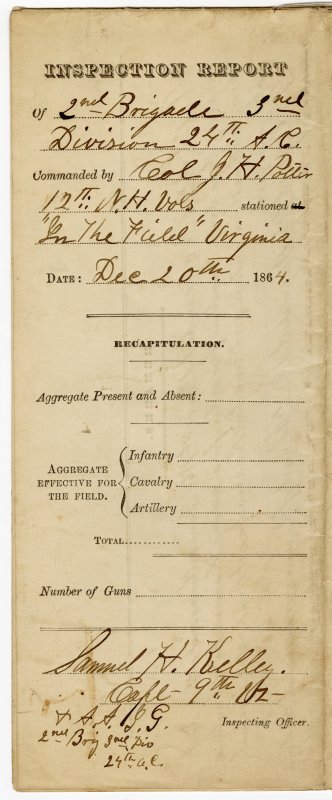 INSPECTION REPORT
Of 2nd Brigade 3rd
Division 24th A.C.
Commanded by Col J. H. Potter
12th N.H. Vols stationed at
"In The Field" Virginia
DATE: Dec 20th 1864.
RECAPITULATION.
Aggregate Present and Absent:
AGGREGATE EFFECTIVE FOR THE FIELD.
Infantry
Cavalry
Artillery
TOTAL
Number of Guns
Samuel H. Kelley.
Capt 9th Vt
& A. A. I. G. Inspecting Officer.
2nd Brig 3rd Div
24th A.C.